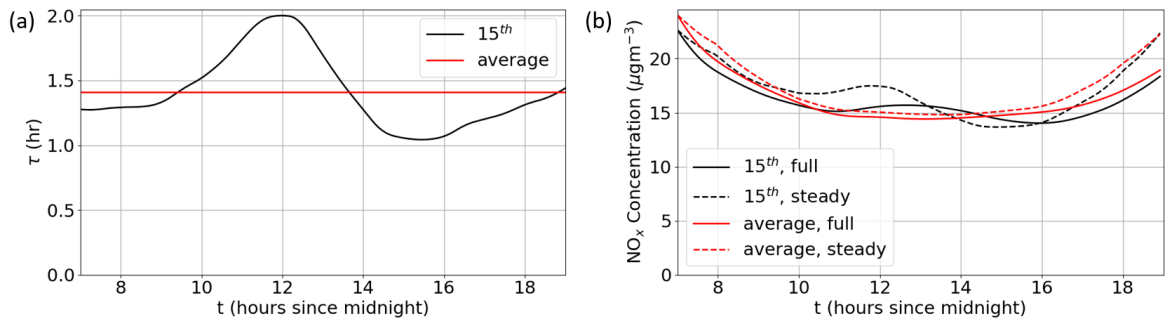 (a)
2.0
1.5
1.0
0.5
0.0
τ (hr)
8 10 12 14 16 18
t (hours since midnight)
15th
average
(b)
20
15
10
5
0
NOx Concentration (μgm−3)
8 10 12 14 16 18
t (hours since midnight)
15th, full
15th, steady
average, full
average, steady